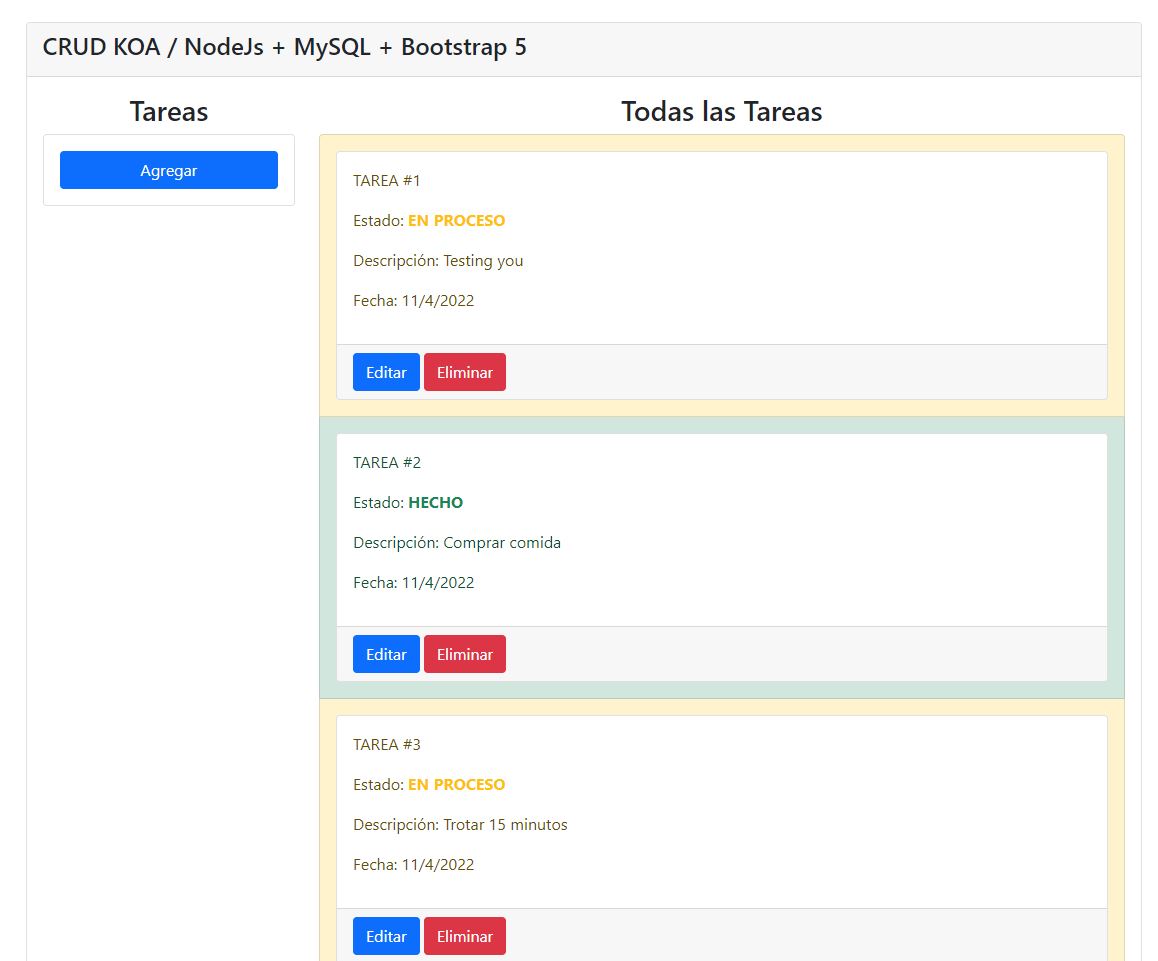 CRUD KOA / NodeJs + MySQL + Bootstrap 5
Tareas
Agregar
Todas las Tareas
TAREA #1
Estado: EN PROCESO
Descripción: Testing you
Fecha: 11/4/2022
Editar Eliminar
TAREA #2
Estado: HECHO
Descripción: Comprar comida
Fecha: 11/4/2022
Editar Eliminar
TAREA #3
Estado: EN PROCESO
Descripción: Trotar 15 minutos
Fecha: 11/4/2022
Editar Eliminar